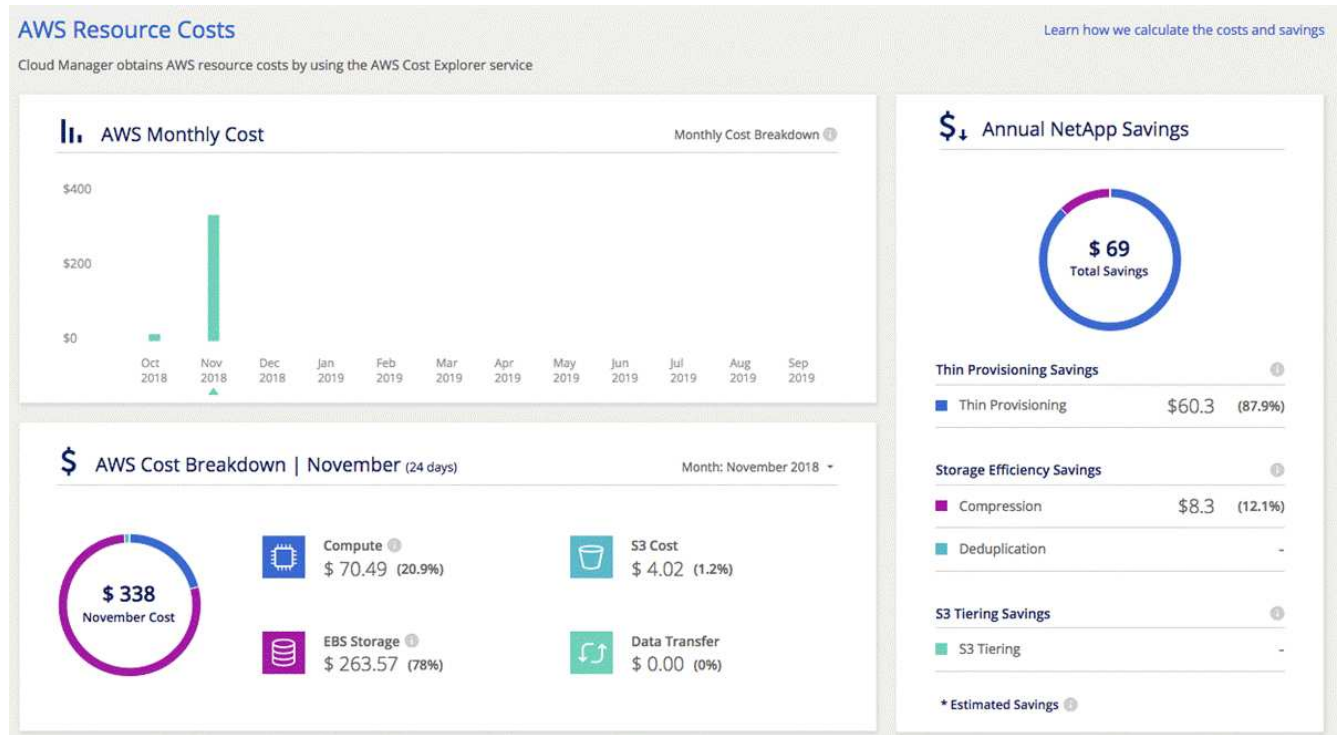 AWS Resource Costs
Learn how we calculate the costs and savings
Cloud Manager obtains AWS resource costs by using the AWS Cost Explorer service
AWS Monthly Cost
Monthly Cost Breakdown
$400
$200
$0
Oct Nov Dec Jan Feb Mar Apr May Jun Jul Aug Sep
2018 2018 2018 2019 2019 2019 2019 2019 2019 2019 2019 2019
AWS Cost Breakdown | November (24 days)
Month: November 2018
$ 338
November Cost
Compute
$ 70.49 (20.9%)
S3 Cost
$ 4.02 (1.2%)
EBS Storage
$ 263.57 (78%)
Data Transfer
$ 0.00 (0%)
Annual NetApp Savings
$ 69
Total Savings
Thin Provisioning Savings
Thin Provisioning $60.3 (87.9%)
Storage Efficiency Savings
Compression $8.3 (12.1%)
Deduplication -
S3 Tiering Savings
S3 Tiering -
* Estimated Savings